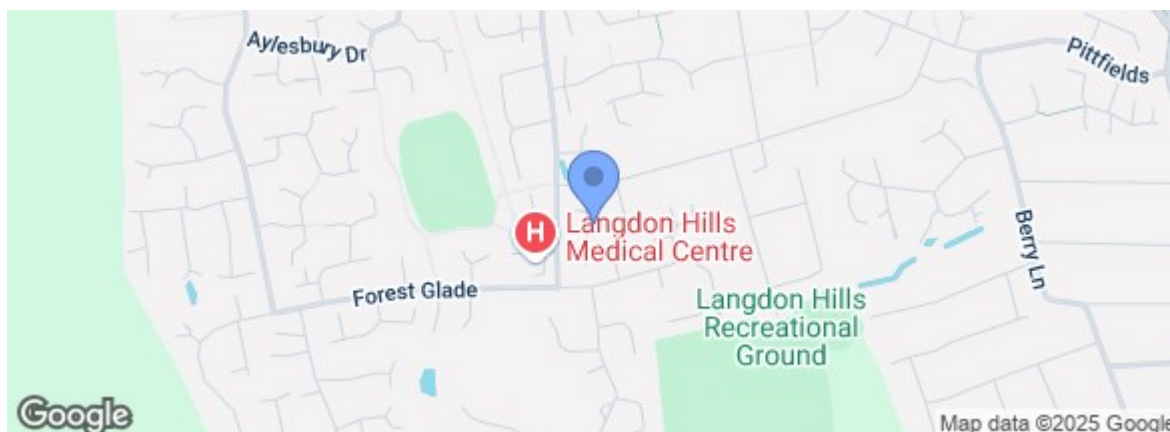 Aylesbury Dr
Pittfields
H
Langdon Hills
Medical Centre
Berry Ln
Forest Glade
Langdon Hills
Recreational
Ground
Google
Map data ©2025 Google